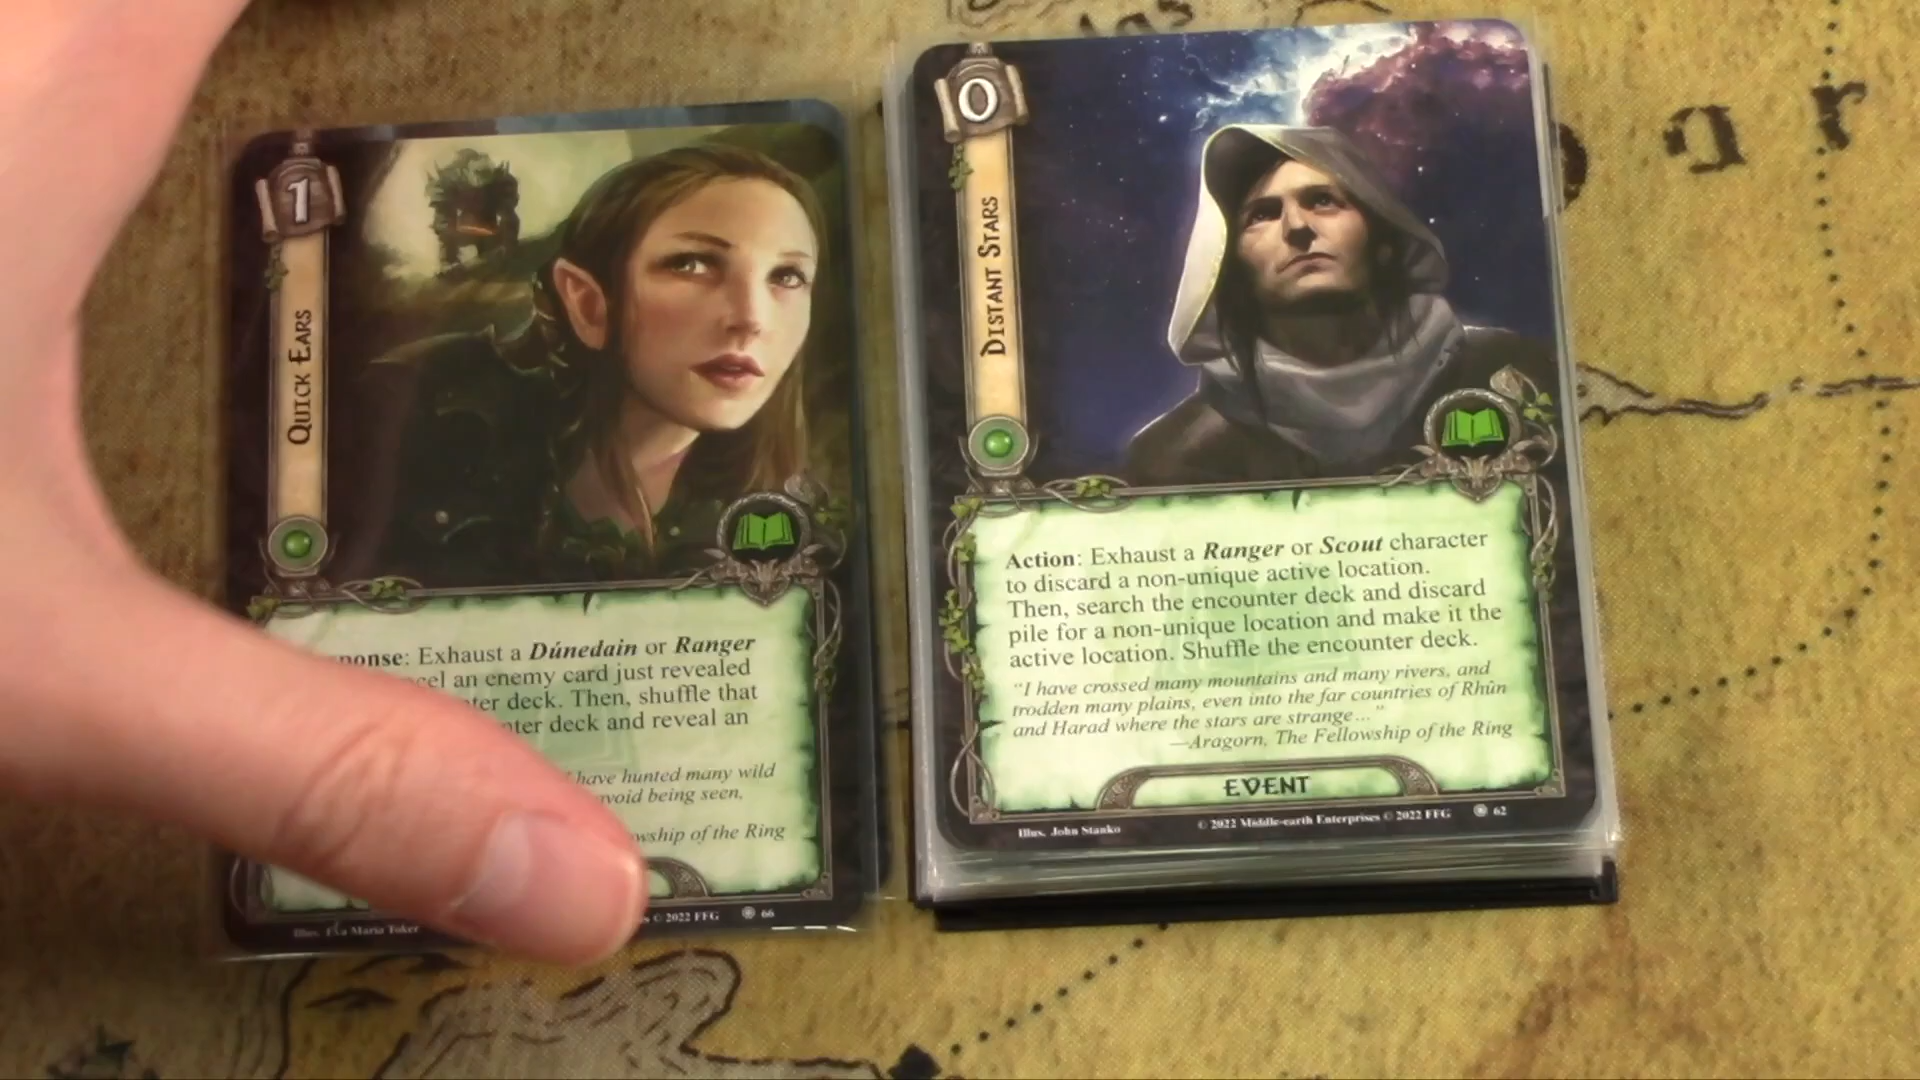 1
QUICK EARS
ponse: Exhaust a Dúnedain or Ranger
cel an enemy card just revealed
ter deck. Then, shuffle that
nter deck and reveal an
have hunted many wild
avoid being seen,
wship of the Ring
Illus. Maria Toker
© 2022 FFG 66
0
DISTANT STARS
Action: Exhaust a Ranger or Scout character
to discard a non-unique active location.
Then, search the encounter deck and discard
pile for a non-unique location and make it the
active location. Shuffle the encounter deck.
"I have crossed many mountains and many rivers, and
trodden many plains, even into the far countries of Rhûn
and Harad where the stars are strange..."
—Aragorn, The Fellowship of the Ring
EVENT
Illus. John Stanko © 2022 Middle-earth Enterprises © 2022 FFG 62